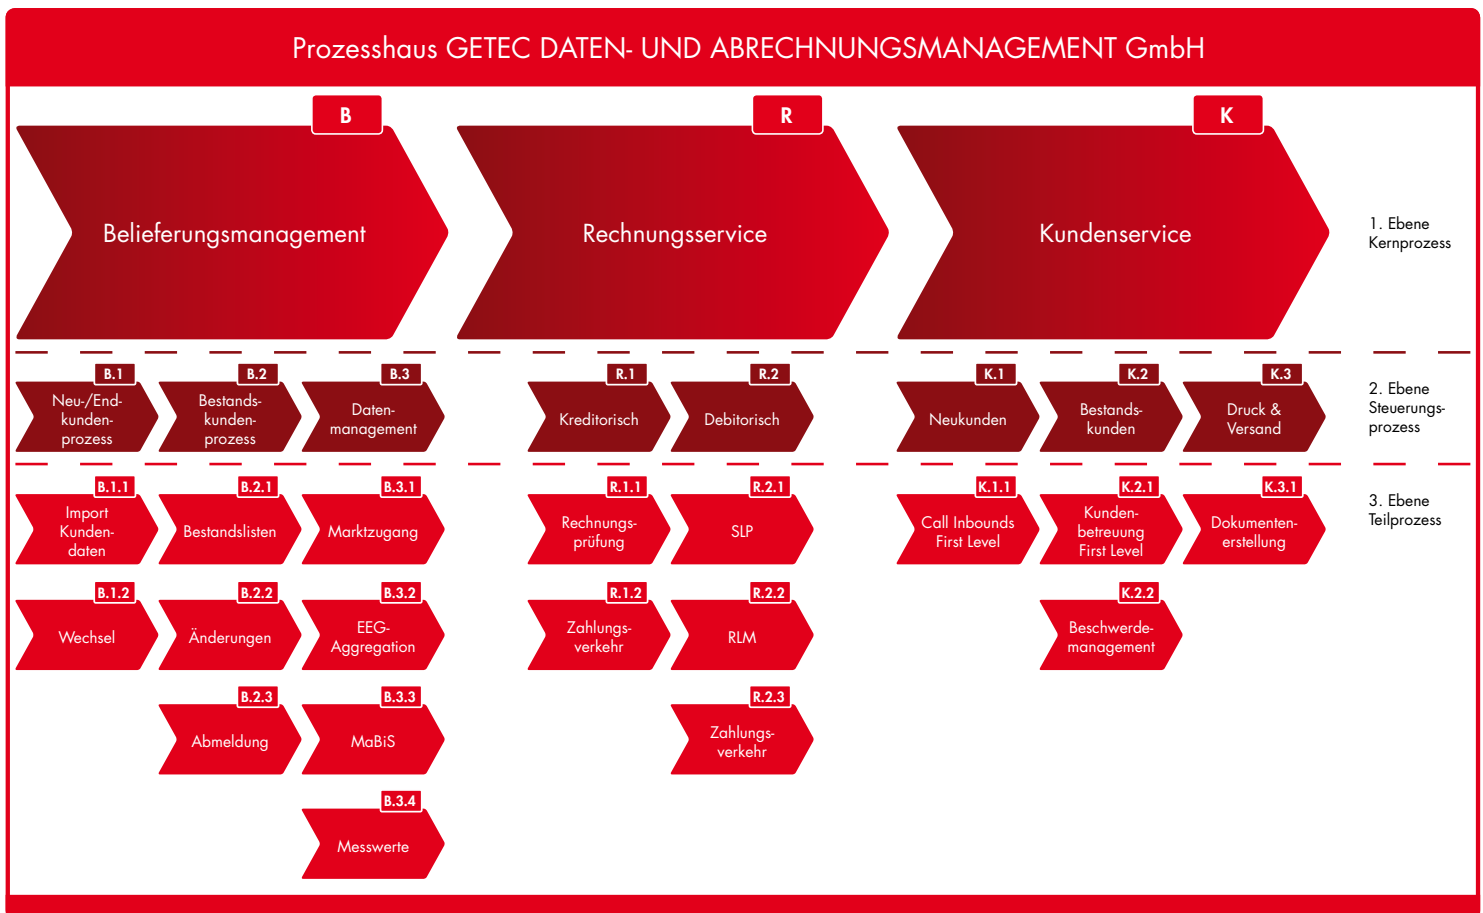 Prozesshaus GETEC DATEN- UND ABRECHNUNGSMANAGEMENT GmbH
B
Belieferungsmanagement
R
Rechnungsservice
K
Kundenservice
1. Ebene
Kernprozess
B.1
Neu-/End-
kunden-
prozess
B.2
Bestands-
kunden-
prozess
B.3
Daten-
management
R.1
Kreditorisch
R.2
Debitorisch
K.1
Neukunden
K.2
Bestands-
kunden
K.3
Druck &
Versand
2. Ebene
Steuerungs-
prozess
B.1.1
Import
Kunden-
daten
B.2.1
Bestandslisten
B.3.1
Marktzugang
R.1.1
Rechnungs-
prüfung
R.2.1
SLP
K.1.1
Call Inbounds
First Level
K.2.1
Kunden-
betreuung
First Level
K.3.1
Dokumenten-
erstellung
3. Ebene
Teilprozess
B.1.2
Wechsel
B.2.2
Änderungen
B.3.2
EEG-
Aggregation
R.1.2
Zahlungs-
verkehr
R.2.2
RLM
K.2.2
Beschwerde-
management
B.2.3
Abmeldung
B.3.3
MaBiS
R.2.3
Zahlungs-
verkehr
B.3.4
Messwerte